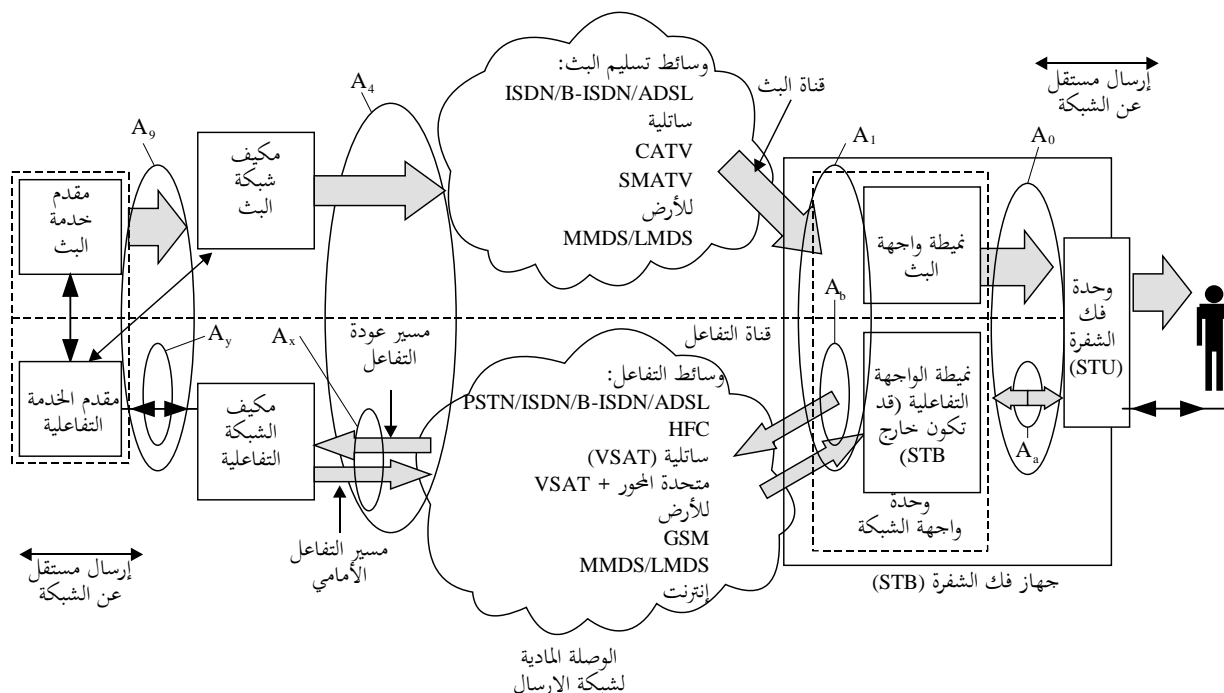 وسائط تسليم البث:
ISDN/B-ISDN/ADSL
ساتلية
CATV
SMATV
للأرض
MMDS/LMDS
قناة البث
إرسال مستقل
عن الشبكة
A4
A9
A1
A0
مكيف
شبكة
البث
مقدم
خدمة
البث
نميطة واجهة
البث
وحدة
فك
الشفرة
(STU)
Ab
Ay
Ax
مسير عودة
التفاعل
قناة التفاعل
وسائط التفاعل:
PSTN/ISDN/B-ISDN/ADSL
HFC
ساتلية (VSAT)
متحدة المحور + VSAT
للأرض
GSM
MMDS/LMDS
إنترنت
نميطة الواجهة
التفاعلية (قد
تكون خارج
STB)
Aa
مقدم الخدمة
التفاعلية
مكيف
الشبكة
التفاعلية
وحدة
واجهة الشبكة
مسير التفاعل
الأمامي
إرسال مستقل
عن الشبكة
جهاز فك الشفرة (STB)
الوصلة المادية
لشبكة الإرسال